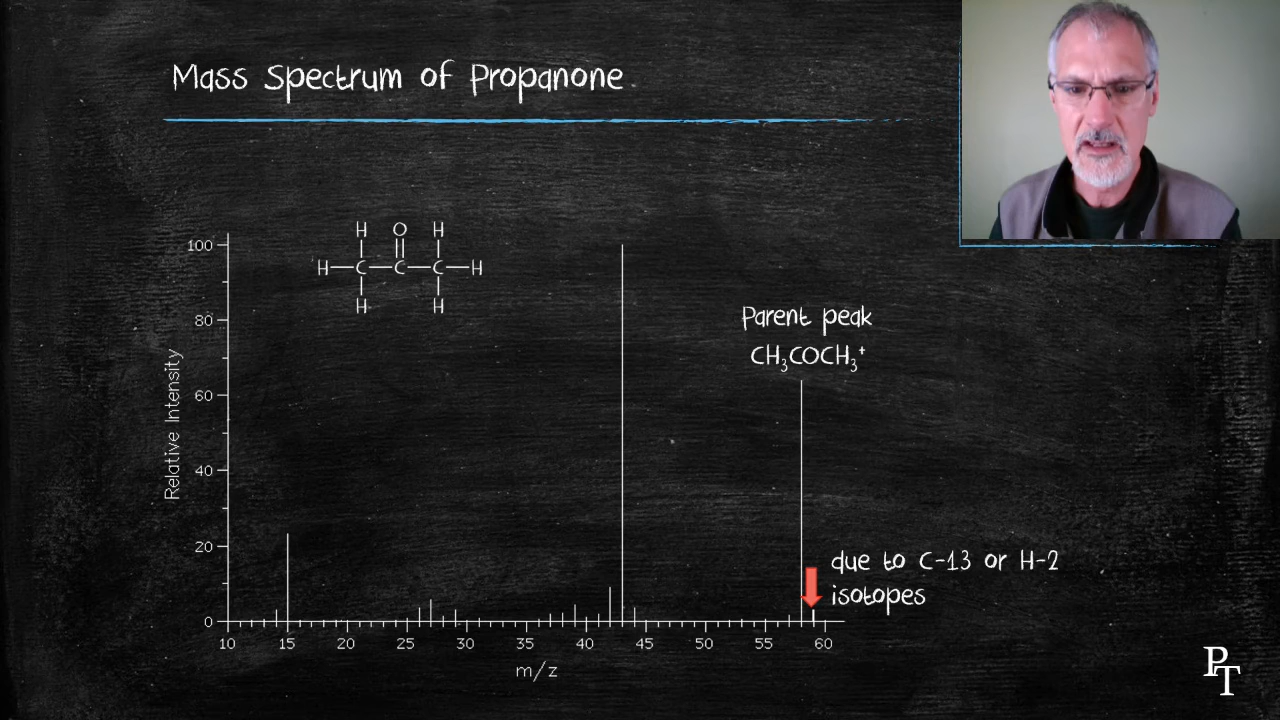 Mass Spectrum of Propanone
H O H
H C C C H
H H
Parent peak
CH₃COCH₃⁺
due to C-13 or H-2
isotopes
100
80
60
40
20
0
Relative Intensity
10 15 20 25 30 35 40 45 50 55 60
m/z
PT